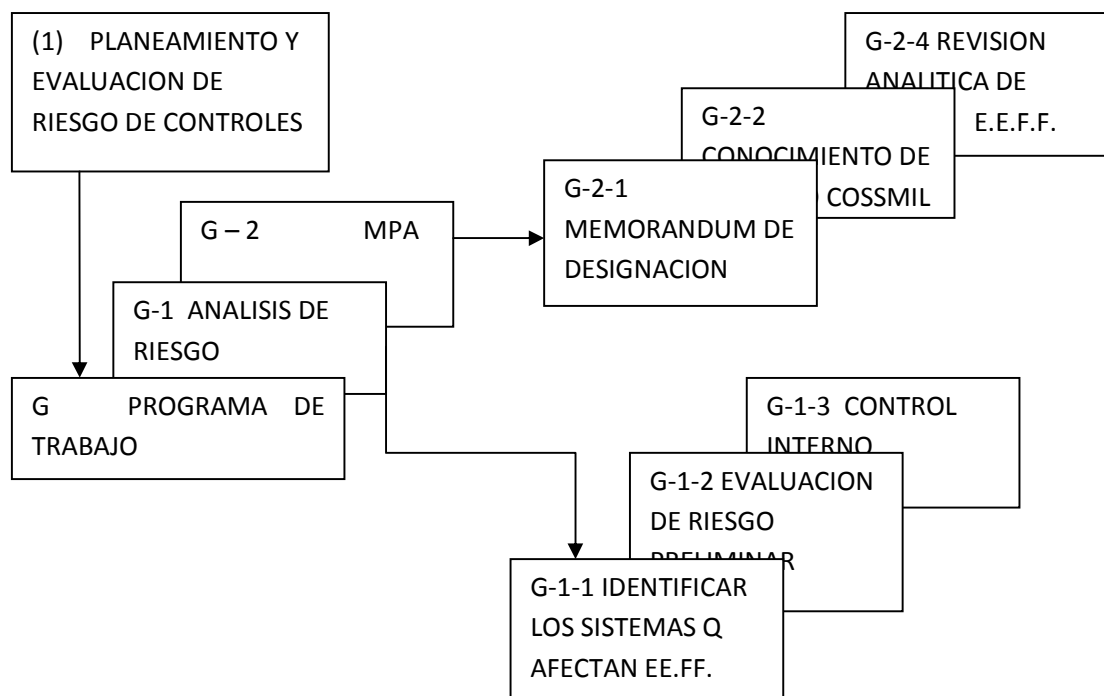 (1) PLANEAMIENTO Y
EVALUACION DE
RIESGO DE CONTROLES
G-2-4 REVISION
ANALITICA DE
E.E.F.F.
G-2-2
CONOCIMIENTO DE
COSSMIL
G-2-1
MEMORANDUM DE
DESIGNACION
G – 2 MPA
G-1 ANALISIS DE
RIESGO
G PROGRAMA DE
TRABAJO
G-1-3 CONTROL
INTERNO
G-1-2 EVALUACION
DE RIESGO
PRELIMINAR
G-1-1 IDENTIFICAR
LOS SISTEMAS Q
AFECTAN EE.FF.